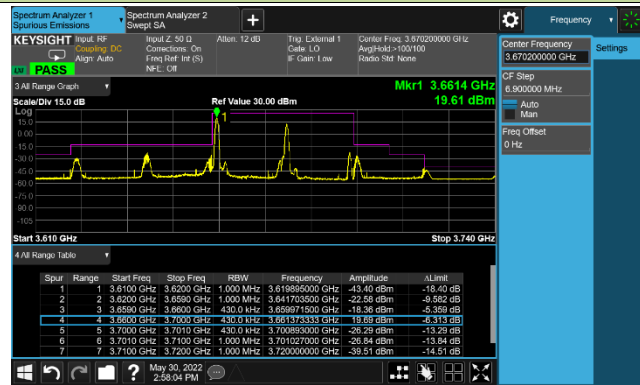 Spectrum Analyzer 1
Spurious Emissions
Spectrum Analyzer 2
Swept SA
Frequency
KEYSIGHT
Input: RF
Coupling: DC
Align: Auto
Input Z: 50 Ω
Corrections: On
Freq Ref: Int (S)
NFE: Off
Atten: 12 dB
Trig: External 1
Gate: LO
IF Gain: Low
Center Freq: 3.670200000 GHz
Avg|Hold:>100/100
Radio Std: None
PASS
Center Frequency
3.670200000 GHz
Settings
CF Step
6.900000 MHz
Auto
Man
Freq Offset
0 Hz
3 All Range Graph
Mkr1 3.6614 GHz
Scale/Div 15.0 dB
Ref Value 30.00 dBm
19.61 dBm
Log
1
15.0
0.00
-15.0
-30.0
-45.0
-60.0
-75.0
-90.0
-105
Start 3.610 GHz
Stop 3.740 GHz
4 All Range Table
Spur Range Start Freq Stop Freq RBW Frequency Amplitude ΔLimit
1 1 3.6100 GHz 3.6200 GHz 1.000 MHz 3.619895000 GHz -43.40 dBm -18.40 dB
2 2 3.6200 GHz 3.6590 GHz 1.000 MHz 3.641703500 GHz -22.58 dBm -9.582 dB
3 3 3.6590 GHz 3.6600 GHz 430.0 kHz 3.659971500 GHz -18.36 dBm -5.359 dB
4 4 3.6600 GHz 3.7000 GHz 430.0 kHz 3.661373333 GHz 19.69 dBm -6.313 dB
5 5 3.7000 GHz 3.7010 GHz 430.0 kHz 3.700893000 GHz -26.29 dBm -13.29 dB
6 6 3.7010 GHz 3.7100 GHz 1.000 MHz 3.701027000 GHz -26.84 dBm -13.84 dB
7 7 3.7100 GHz 3.7200 GHz 1.000 MHz 3.720000000 GHz -39.51 dBm -14.51 dB
May 30, 2022
2:58:04 PM